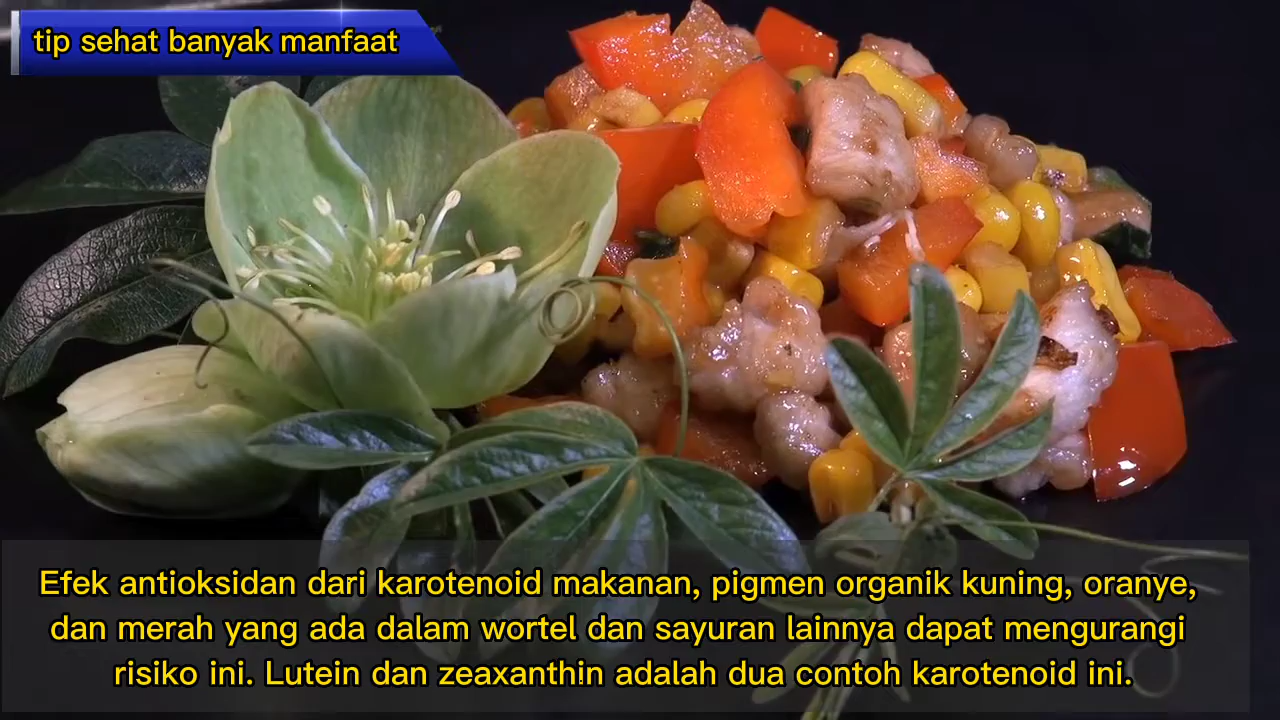 tip sehat banyak manfaat
Efek antioksidan dari karotenoid makanan, pigmen organik kuning, oranye,
dan merah yang ada dalam wortel dan sayuran lainnya dapat mengurangi
risiko ini. Lutein dan zeaxanthin adalah dua contoh karotenoid ini.